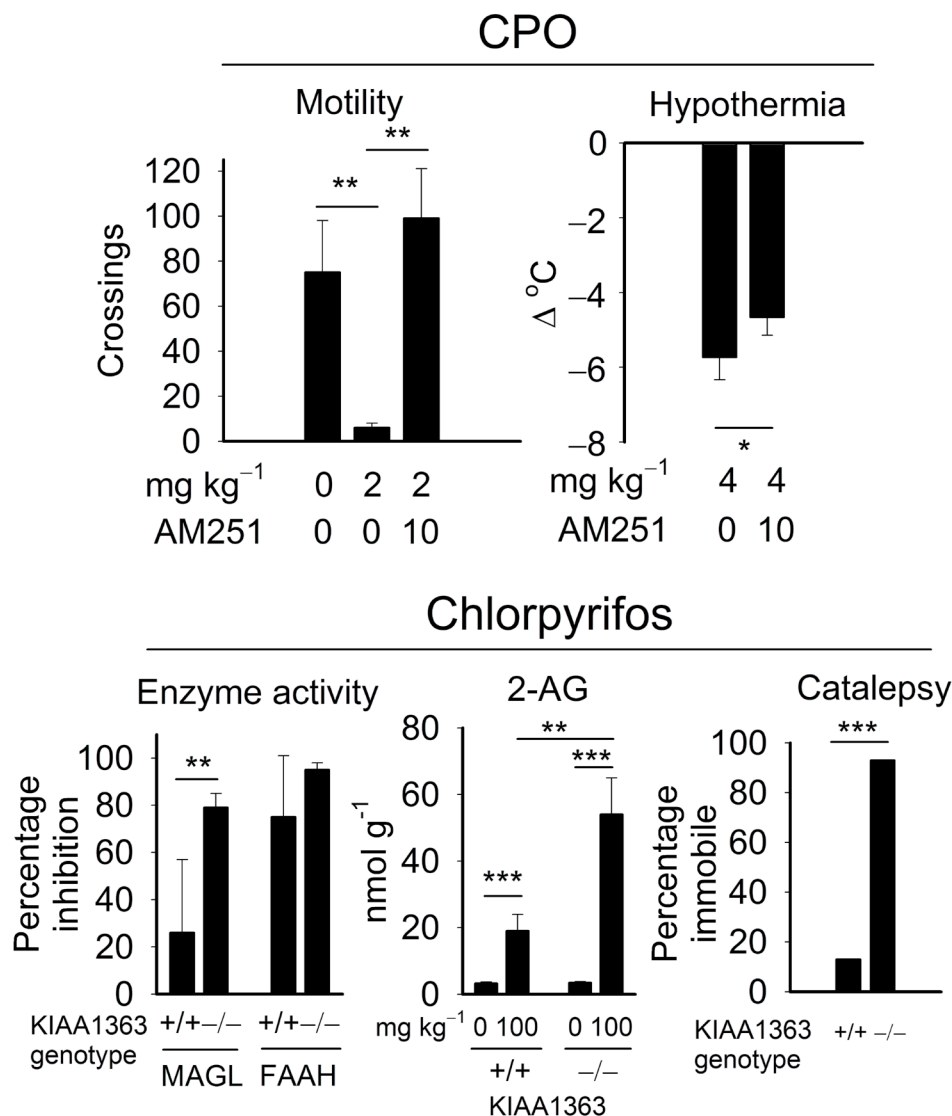 CPO
Motility
Hypothermia
**
**
120
100
80
60
40
20
0
Crossings
0
−2
−4
−6
−8
Δ °C
*
mg kg⁻¹ 0 2 2
AM251 0 0 10
mg kg⁻¹ 4 4
AM251 0 10
Chlorpyrifos
Enzyme activity
2-AG
Catalepsy
Percentage
inhibition
100
80
60
40
20
0
**
KIAA1363
genotype
+/+ −/− +/+ −/−
MAGL FAAH
nmol g⁻¹
80
60
40
20
0
**
***
***
mg kg⁻¹ 0 100 0 100
+/+ −/−
KIAA1363
Percentage
immobile
100
80
60
40
20
0
***
KIAA1363
genotype
+/+ −/−